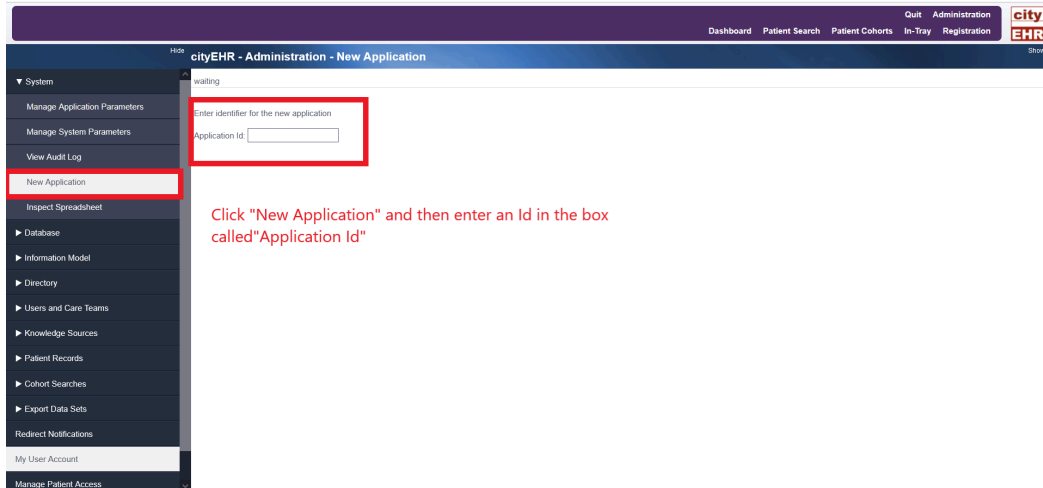 Quit Administration
city
Dashboard Patient Search Patient Cohorts In-Tray Registration
EHR
Hide
cityEHR - Administration - New Application
Show
▼ System
waiting
Manage Application Parameters
Enter identifier for the new application
Manage System Parameters
Application Id:
View Audit Log
New Application
Inspect Spreadsheet
Click "New Application" and then enter an Id in the box
called"Application Id"
▶ Database
▶ Information Model
▶ Directory
▶ Users and Care Teams
▶ Knowledge Sources
▶ Patient Records
▶ Cohort Searches
▶ Export Data Sets
Redirect Notifications
My User Account
Manage Patient Access